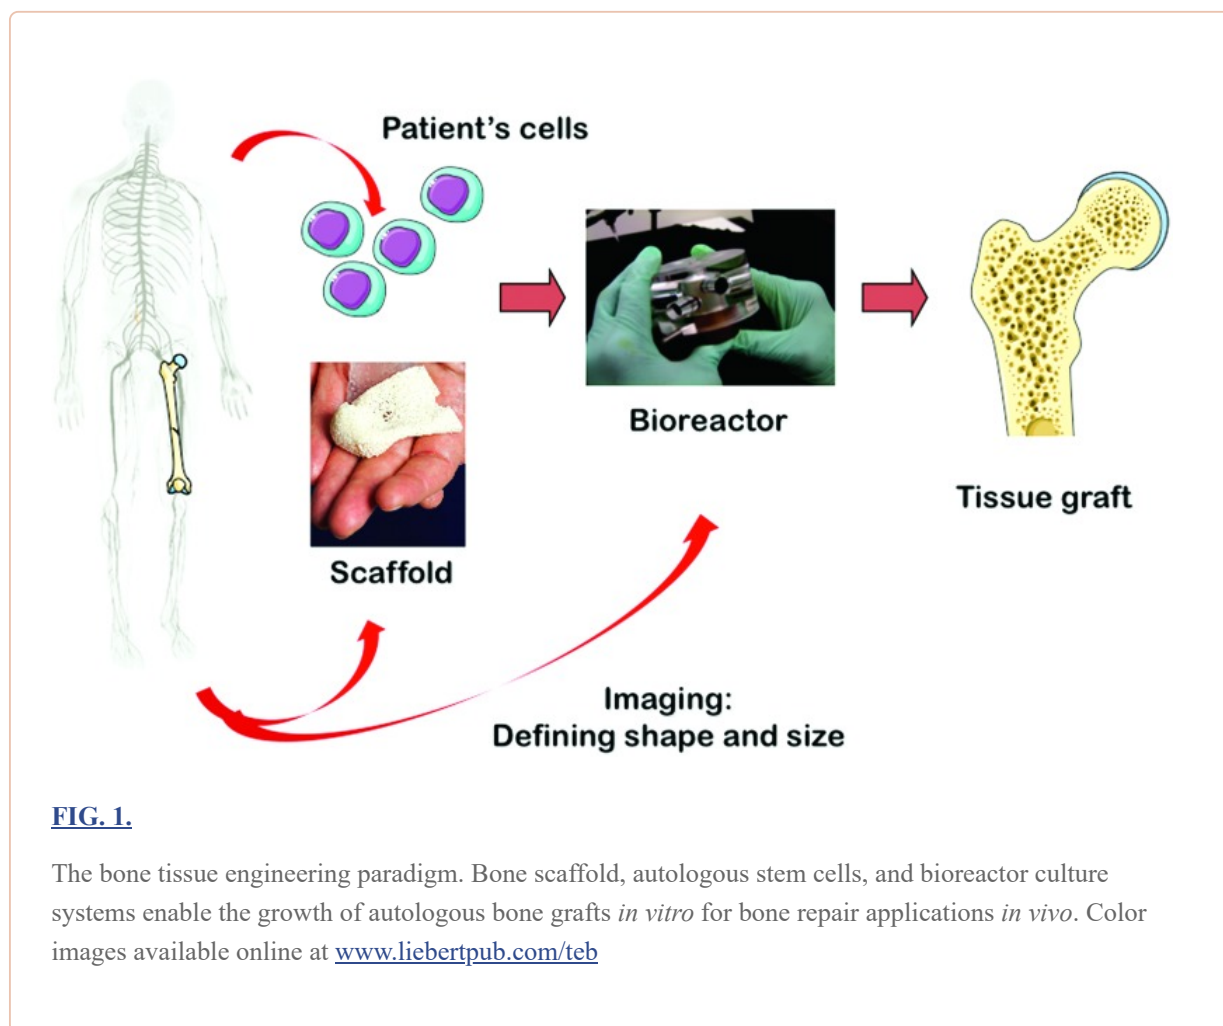 Patient's cells
Bioreactor
Tissue graft
Scaffold
Imaging:
Defining shape and size
FIG. 1.
The bone tissue engineering paradigm. Bone scaffold, autologous stem cells, and bioreactor culture
systems enable the growth of autologous bone grafts in vitro for bone repair applications in vivo. Color
images available online at www.liebertpub.com/teb